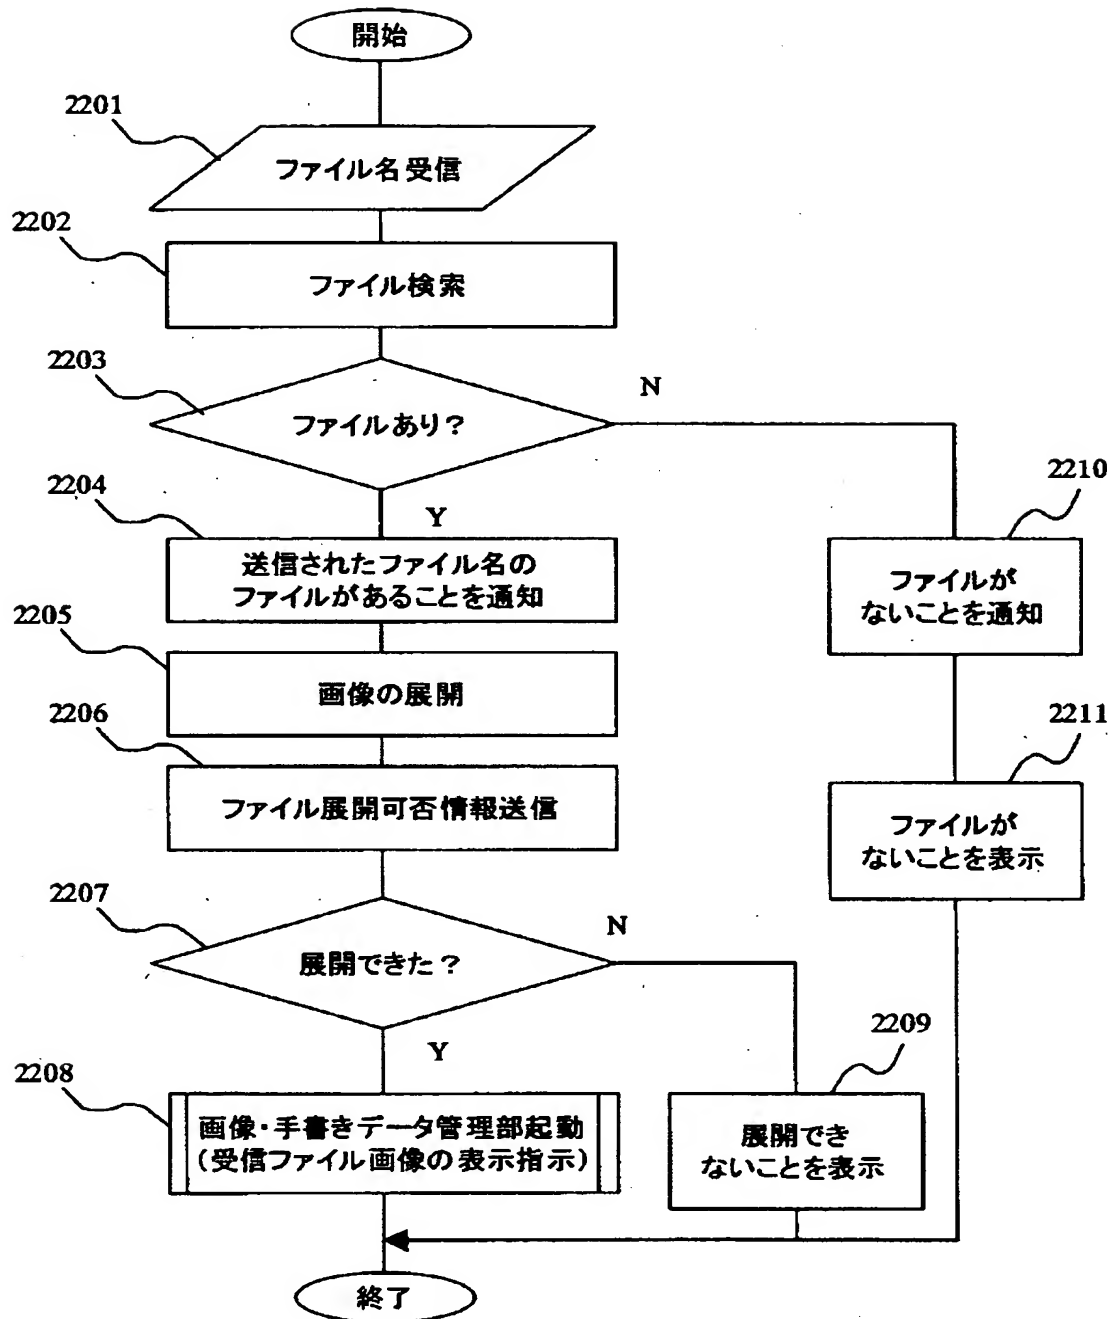 開始
2201
ファイル名受信
2202
ファイル検索
2203
ファイルあり?
N
Y
2204
送信されたファイル名の
ファイルがあることを通知
2210
ファイルが
ないことを通知
2205
画像の展開
2206
ファイル展開可否情報送信
2211
ファイルが
ないことを表示
2207
展開できた?
N
Y
2208
画像・手書きデータ管理部起動
(受信ファイル画像の表示指示)
2209
展開でき
ないことを表示
終了